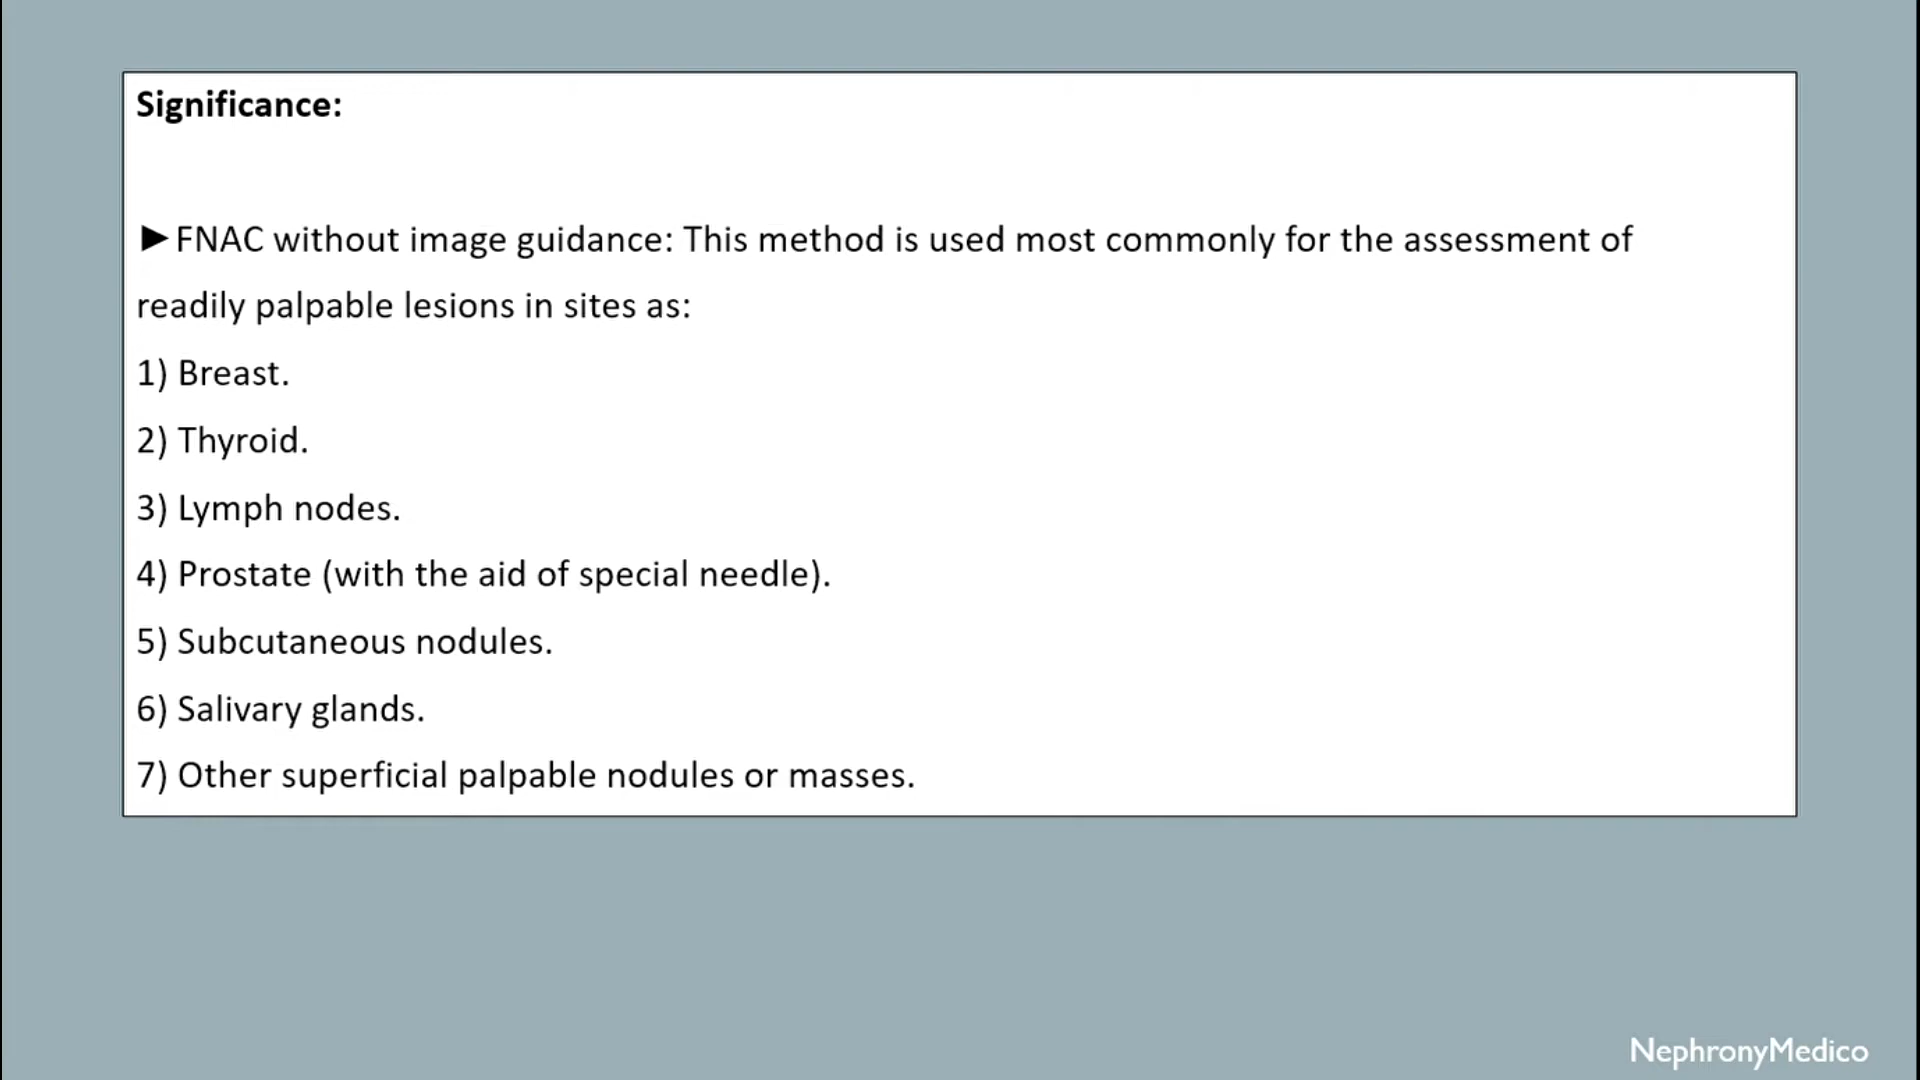 Significance:
►FNAC without image guidance: This method is used most commonly for the assessment of
readily palpable lesions in sites as:
1) Breast.
2) Thyroid.
3) Lymph nodes.
4) Prostate (with the aid of special needle).
5) Subcutaneous nodules.
6) Salivary glands.
7) Other superficial palpable nodules or masses.
NephronyMedico